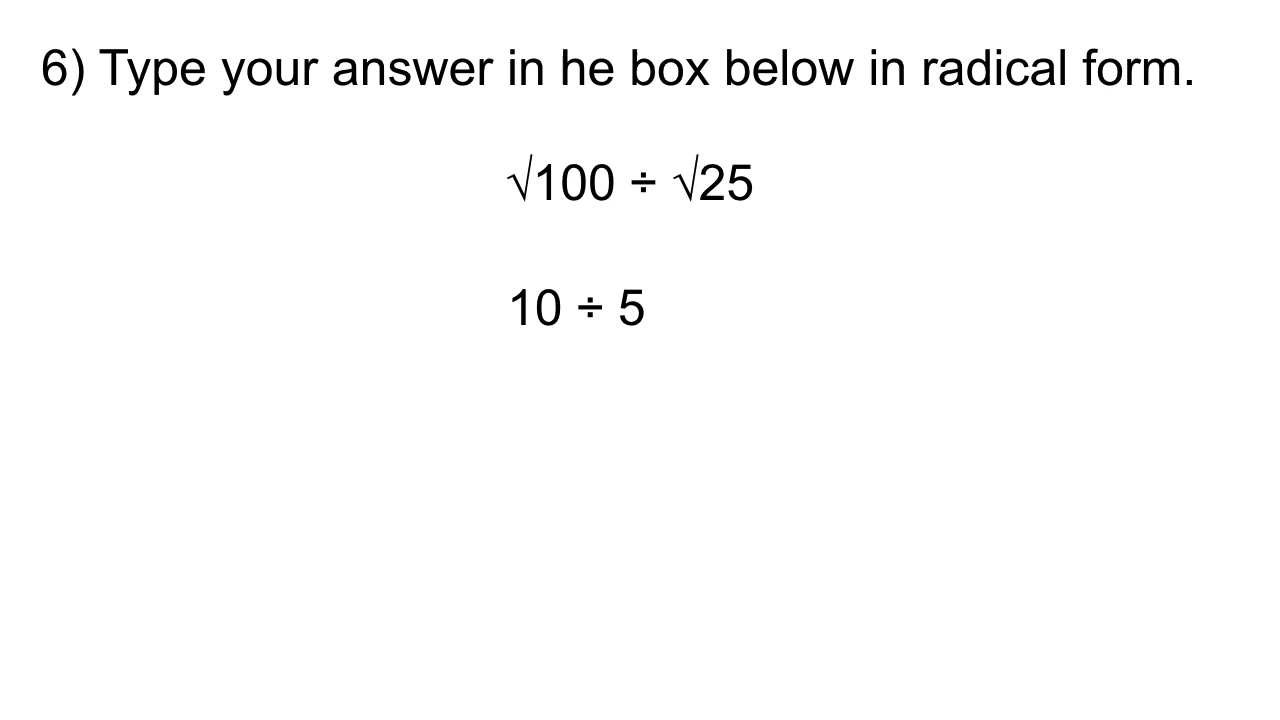 6) Type your answer in he box below in radical form.
√100 ÷ √25
10 ÷ 5